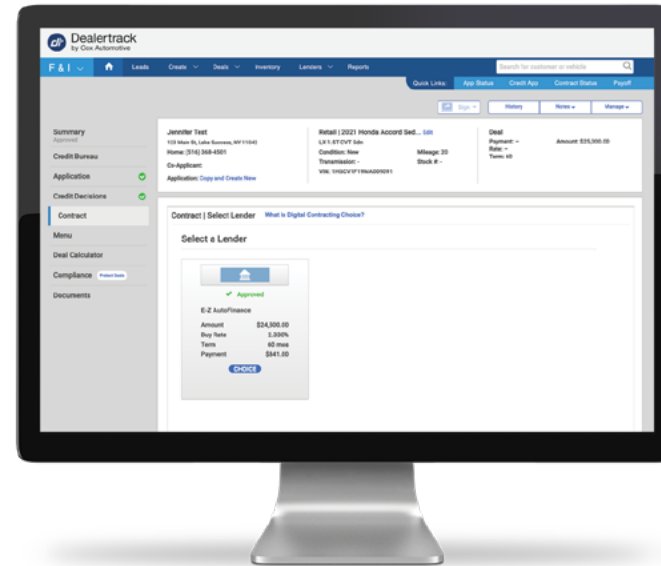 dt Dealertrack
by Cox Automotive
F & I
Leads
Create
Deals
Inventory
Lenders
Reports
Search for customer or vehicle
Quick Links:
App Status
Credit App
Contract Status
Payoff
Sign
History
Notes
Manage
Summary
Approved
Credit Bureau
Application
Credit Decisions
Contract
Menu
Deal Calculator
Compliance
Protect Deals
Documents
Jennifer Test
Home: (516) 368-4501
Co-Applicant:
Application: Copy and Create New
Retail | 2021 Honda Accord Sed... Edit
Condition: New
Mileage: 20
Transmission: -
Stock #: -
Deal
Payment: --
Amount: $25,000.00
Rate: --
Term: 60
Contract | Select Lender What is Digital Contracting Choice?
Select a Lender
Approved
E-Z AutoFinance
Amount $24,500.00
Buy Rate
Term 60 mos
Payment $641.00
CHOICE